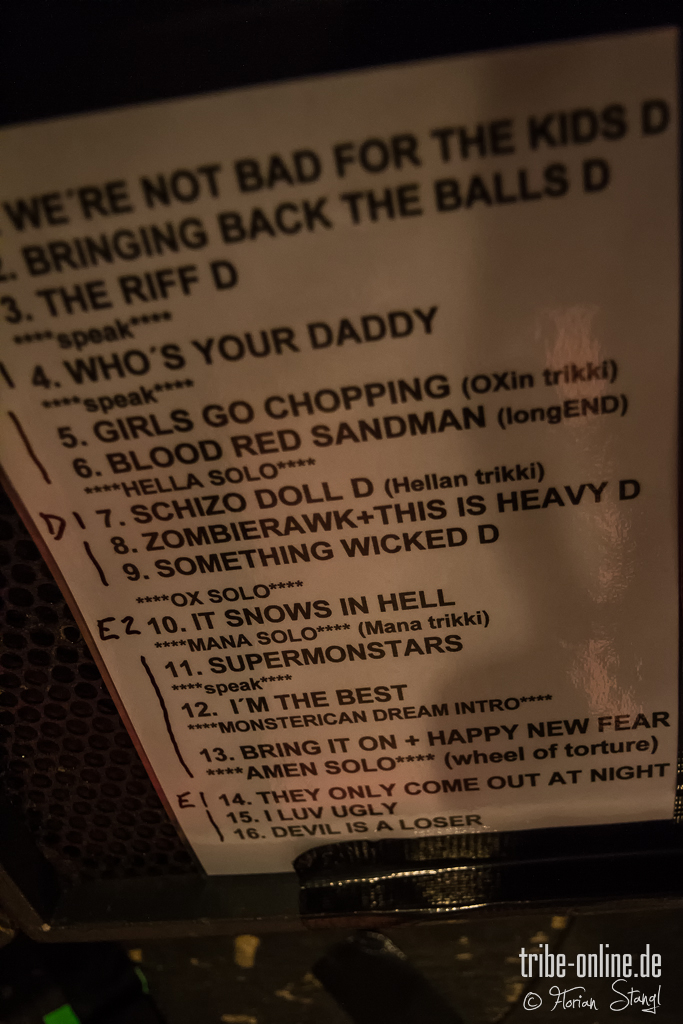 WE´RE NOT BAD FOR THE KIDS D
2. BRINGING BACK THE BALLS D
3. THE RIFF D
****speak****
4. WHO´S YOUR DADDY
****speak****
5. GIRLS GO CHOPPING (OXin trikki)
6. BLOOD RED SANDMAN (longEND)
****HELLA SOLO****
D 7. SCHIZO DOLL D (Hellan trikki)
8. ZOMBIERAWK+THIS IS HEAVY D
9. SOMETHING WICKED D
****OX SOLO****
E2 10. IT SNOWS IN HELL
****MANA SOLO**** (Mana trikki)
11. SUPERMONSTARS
****speak****
12. I´M THE BEST
****MONSTERICAN DREAM INTRO****
13. BRING IT ON + HAPPY NEW FEAR
****AMEN SOLO**** (wheel of torture)
E1 14. THEY ONLY COME OUT AT NIGHT
15. I LUV UGLY
16. DEVIL IS A LOSER
tribe-online.de
© Florian Stangl